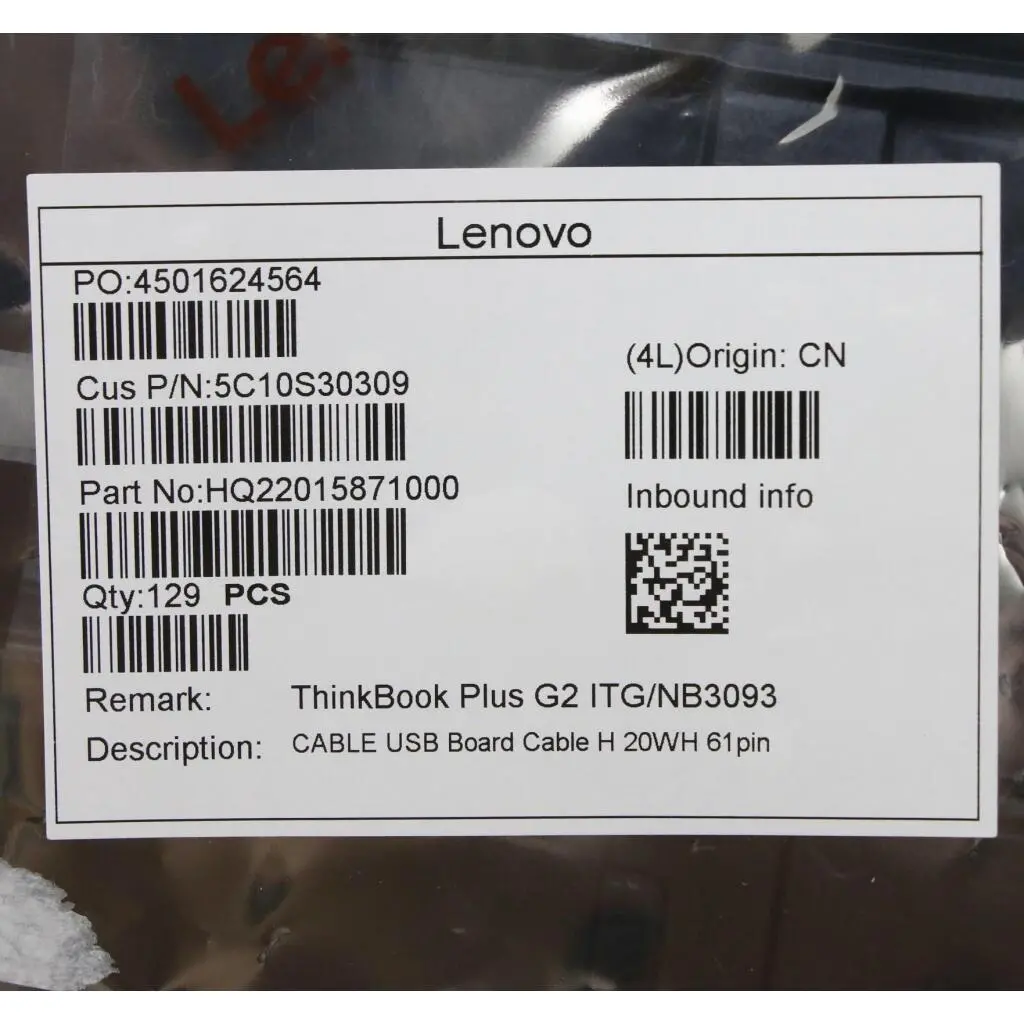 Le.
Lenovo
PO:4501624564
Cus P/N:5C10S30309
Part No:HQ22015871000
Qty:129 PCS
(4L)Origin: CN
Inbound info
Remark: ThinkBook Plus G2 ITG/NB3093
Description: CABLE USB Board Cable H 20WH 61pin